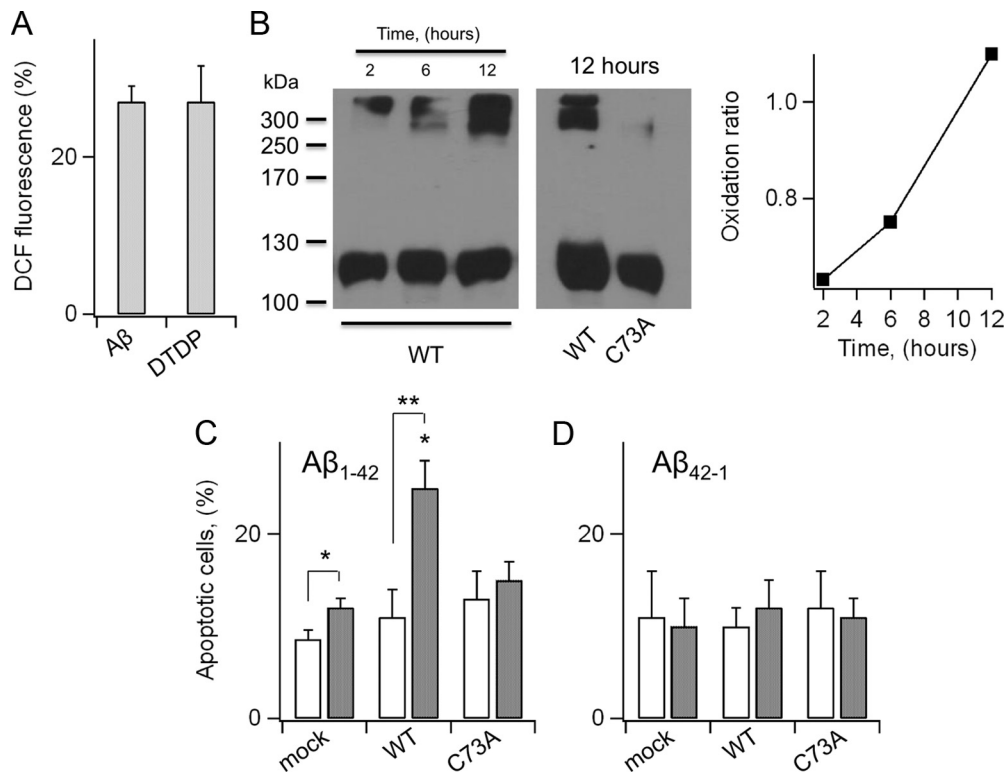 A
DCF fluorescence (%)
20
0
Aβ
DTDP
B
Time, (hours)
2 6 12
kDa
300
250
170
130
100
WT
12 hours
WT C73A
Oxidation ratio
1.0
0.8
2 4 6 8 10 12
Time, (hours)
C
Aβ1-42
Apoptotic cells, (%)
20
0
*
**
*
mock
WT
C73A
D
Aβ42-1
20
0
mock
WT
C73A